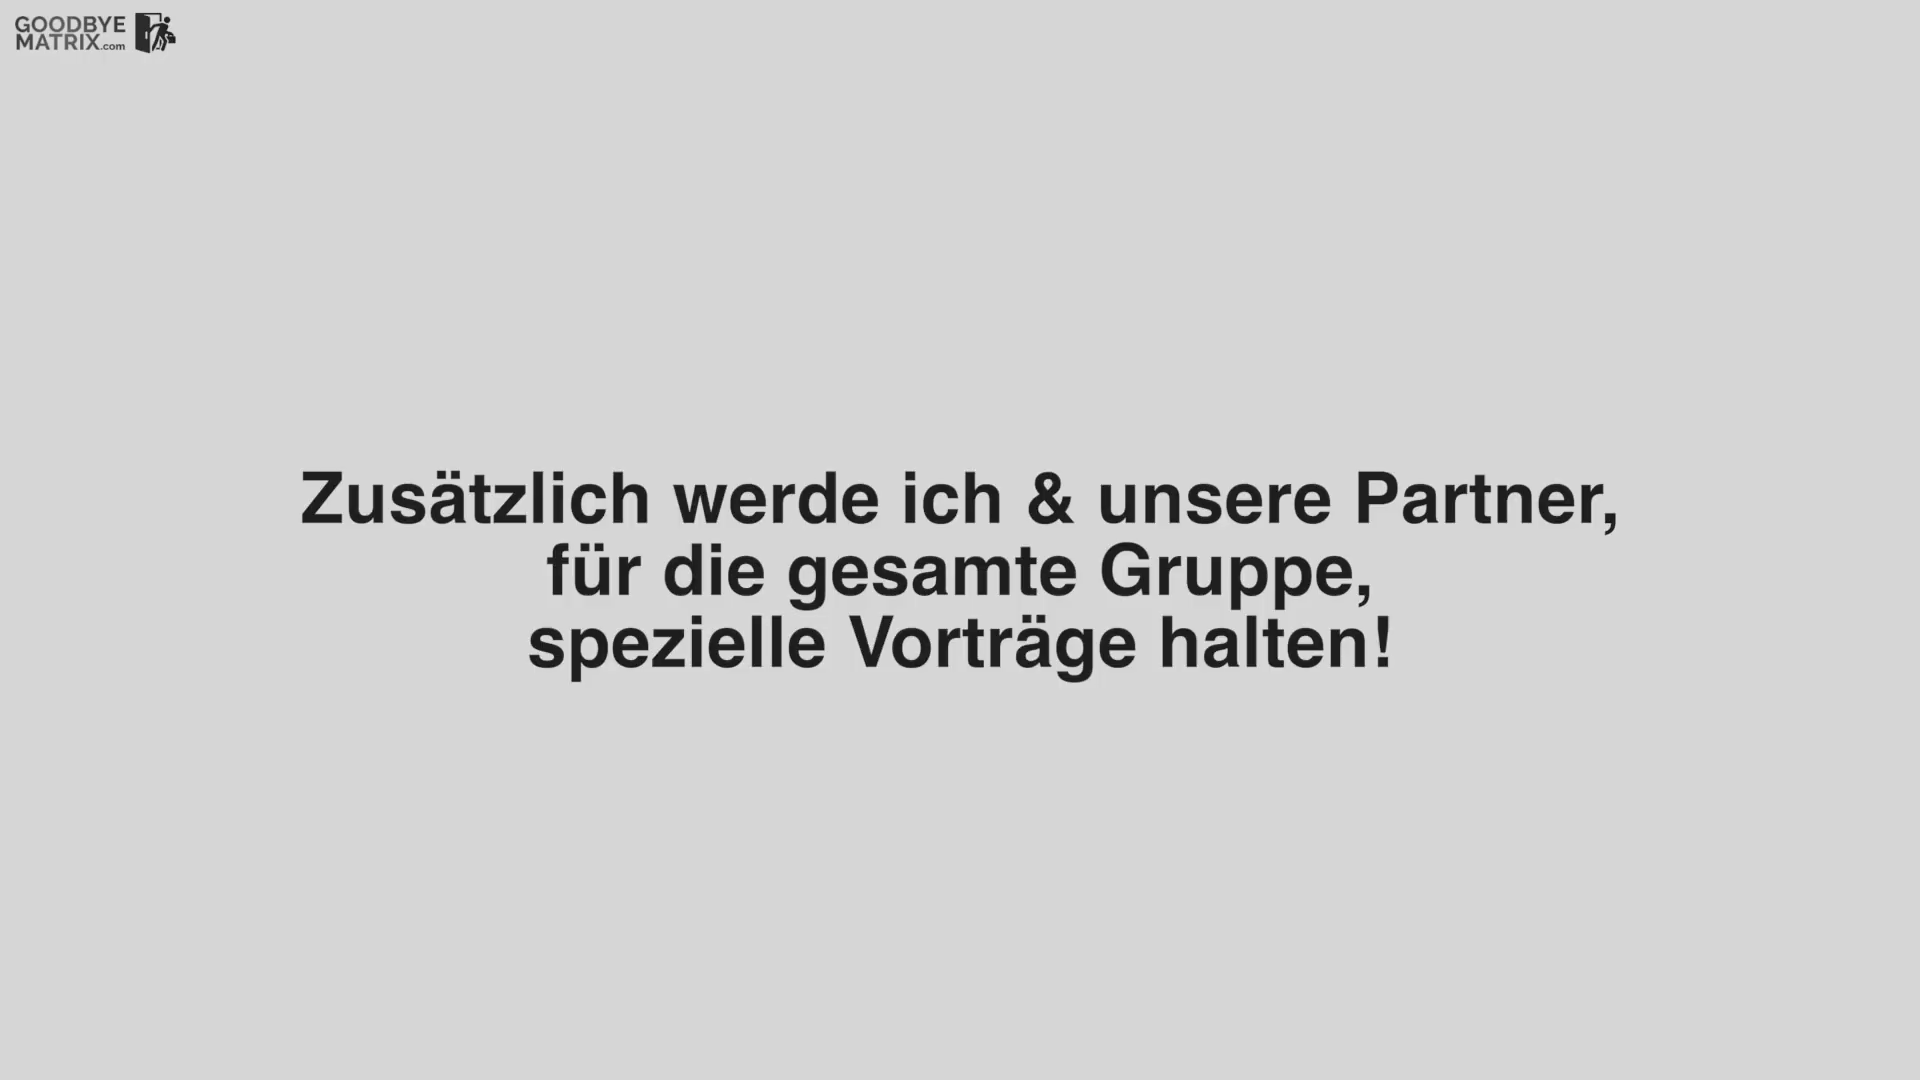 GOODBYE
MATRIX.com
Zusätzlich werde ich & unsere Partner,
für die gesamte Gruppe,
spezielle Vorträge halten!